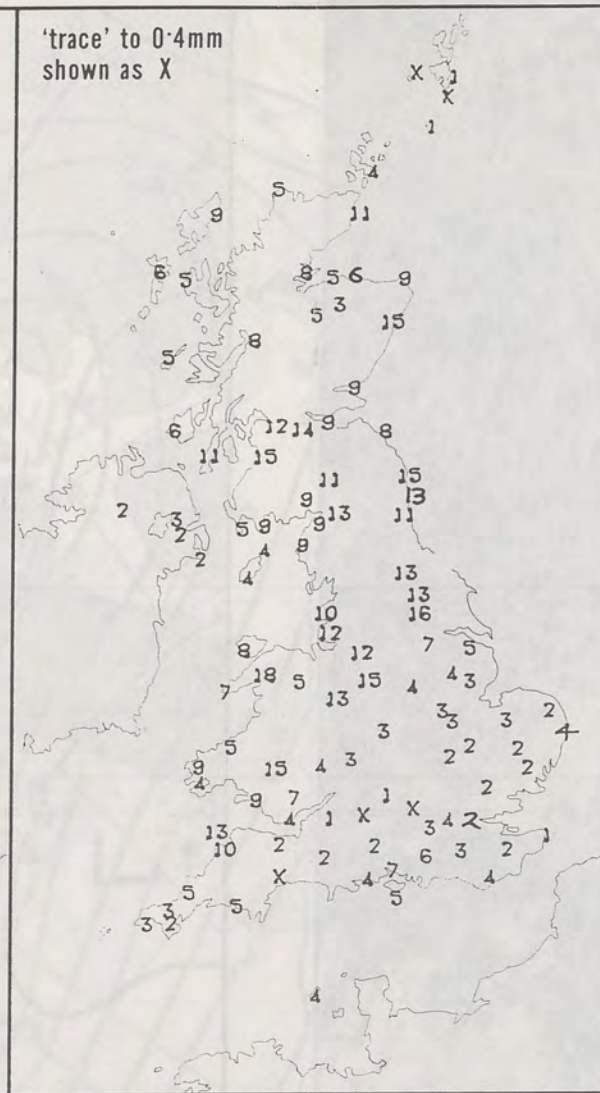 ‘trace’ to 0·4mm
shown as X
X 1
X
1
4
5
9 11
6 5 8 5 6 9
5 3 15
5 8
9
6 12 14 9 8
11 15
11 15
9 13
2 3 5 9 9 13 11
2
2 4 9
4 13
13
10 16
12
8 12 7 5
18 5 15 4 4 3
7 13
3 3 3 2
4
3
5 2 2 2
9 15 4 3 2
4
9 7 1 X 2
4 1 X 3 4 2
13 1
10 2 2 2 6 3 2
X 4 7 4
5 5 5
3
3 2
4